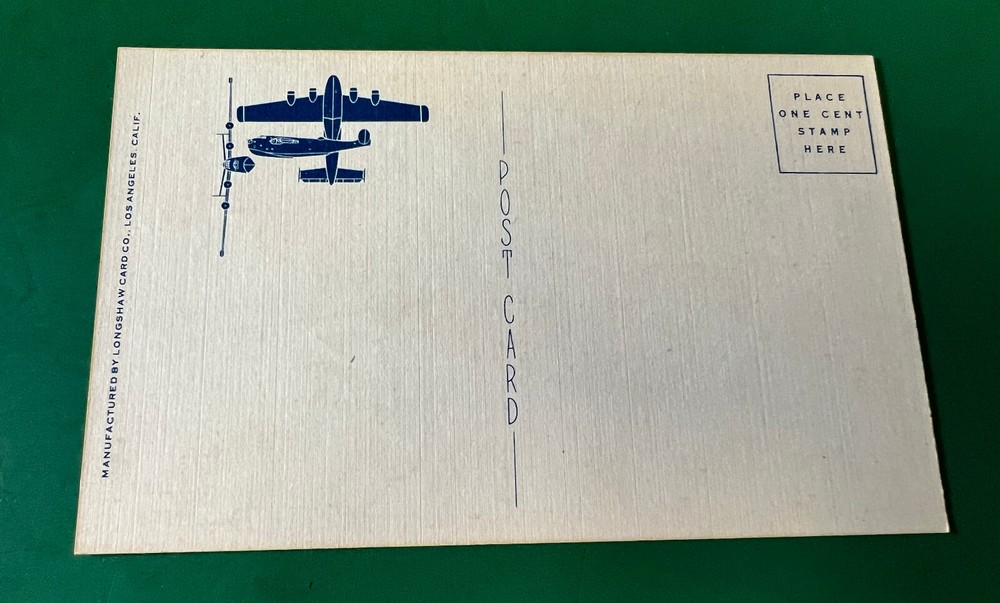 MANUFACTURED BY LONGSHAW CARD CO., LOS ANGELES, CALIF.
POST CARD
PLACE
ONE CENT
STAMP
HERE